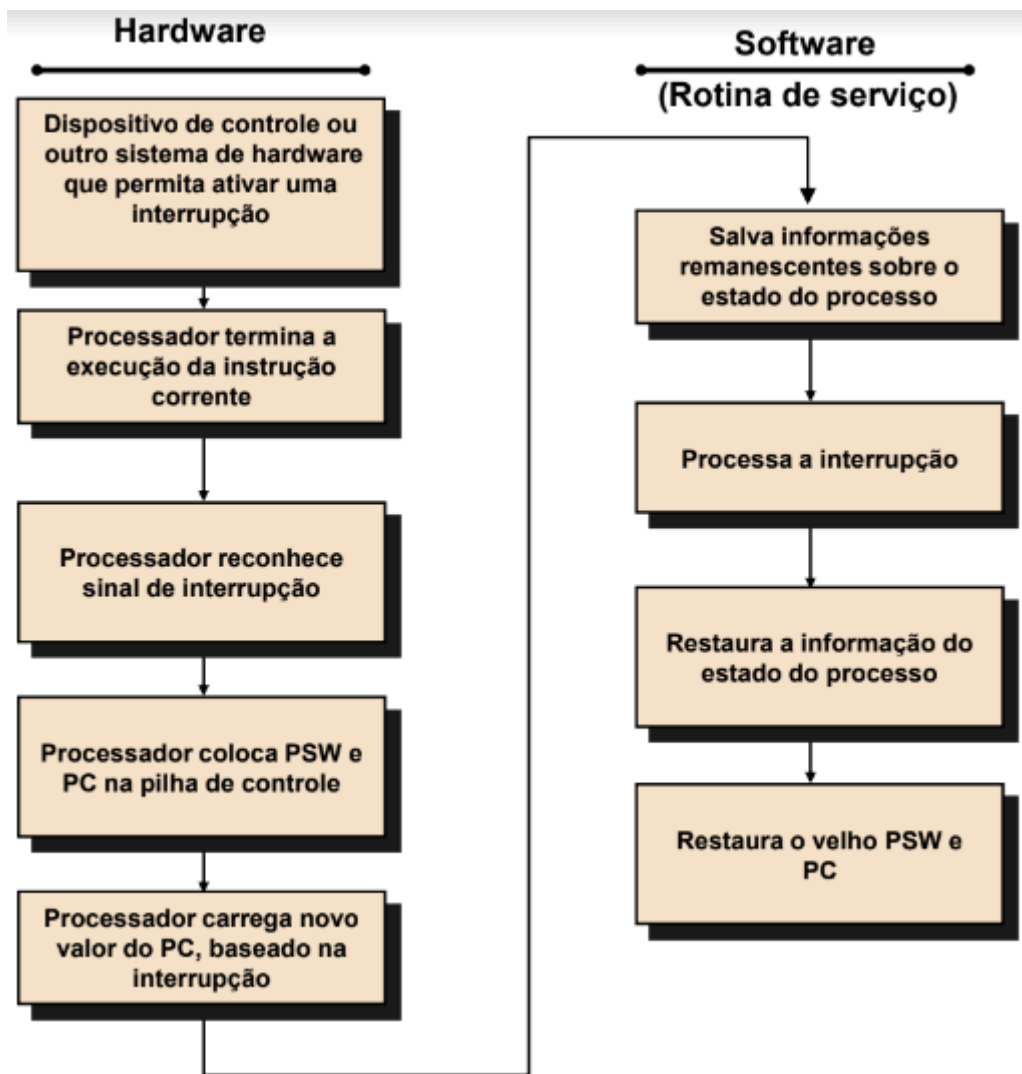 Hardware
Dispositivo de controle ou
outro sistema de hardware
que permita ativar uma
interrupção
Processador termina a
execução da instrução
corrente
Processador reconhece
sinal de interrupção
Processador coloca PSW e
PC na pilha de controle
Processador carrega novo
valor do PC, baseado na
interrupção
Software
(Rotina de serviço)
Salva informações
remanescentes sobre o
estado do processo
Processa a interrupção
Restaura a informação do
estado do processo
Restaura o velho PSW e
PC